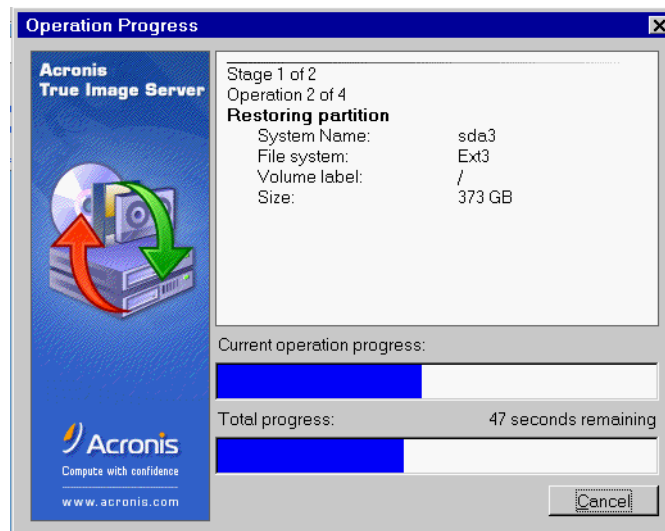 Operation Progress
Acronis
True Image Server
Stage 1 of 2
Operation 2 of 4
Restoring partition
System Name: sda3
File system: Ext3
Volume label: /
Size: 373 GB
Current operation progress:
Total progress: 47 seconds remaining
Acronis
Compute with confidence
www.acronis.com
Cancel